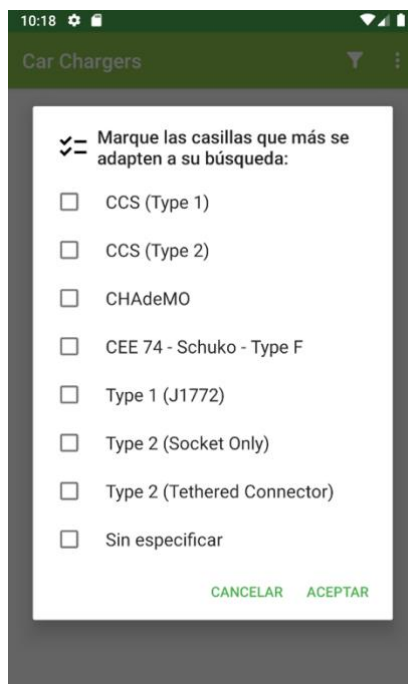 10:18
Car Chargers
Marque las casillas que más se
adapten a su búsqueda:
CCS (Type 1)
CCS (Type 2)
CHAdeMO
CEE 74 - Schuko - Type F
Type 1 (J1772)
Type 2 (Socket Only)
Type 2 (Tethered Connector)
Sin especificar
CANCELAR ACEPTAR